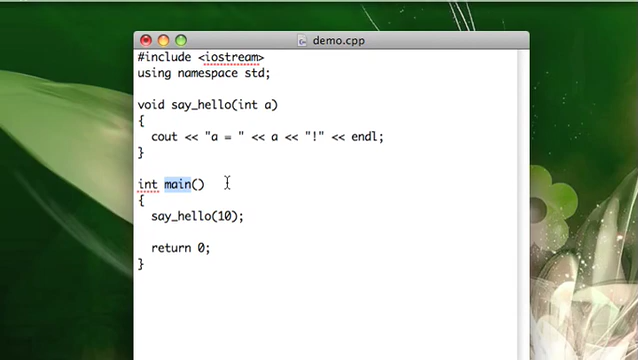 demo.cpp
#include <iostream>
using namespace std;
void say_hello(int a)
{
cout << "a = " << a << "!" << endl;
}
int main()
{
say_hello(10);
return 0;
}